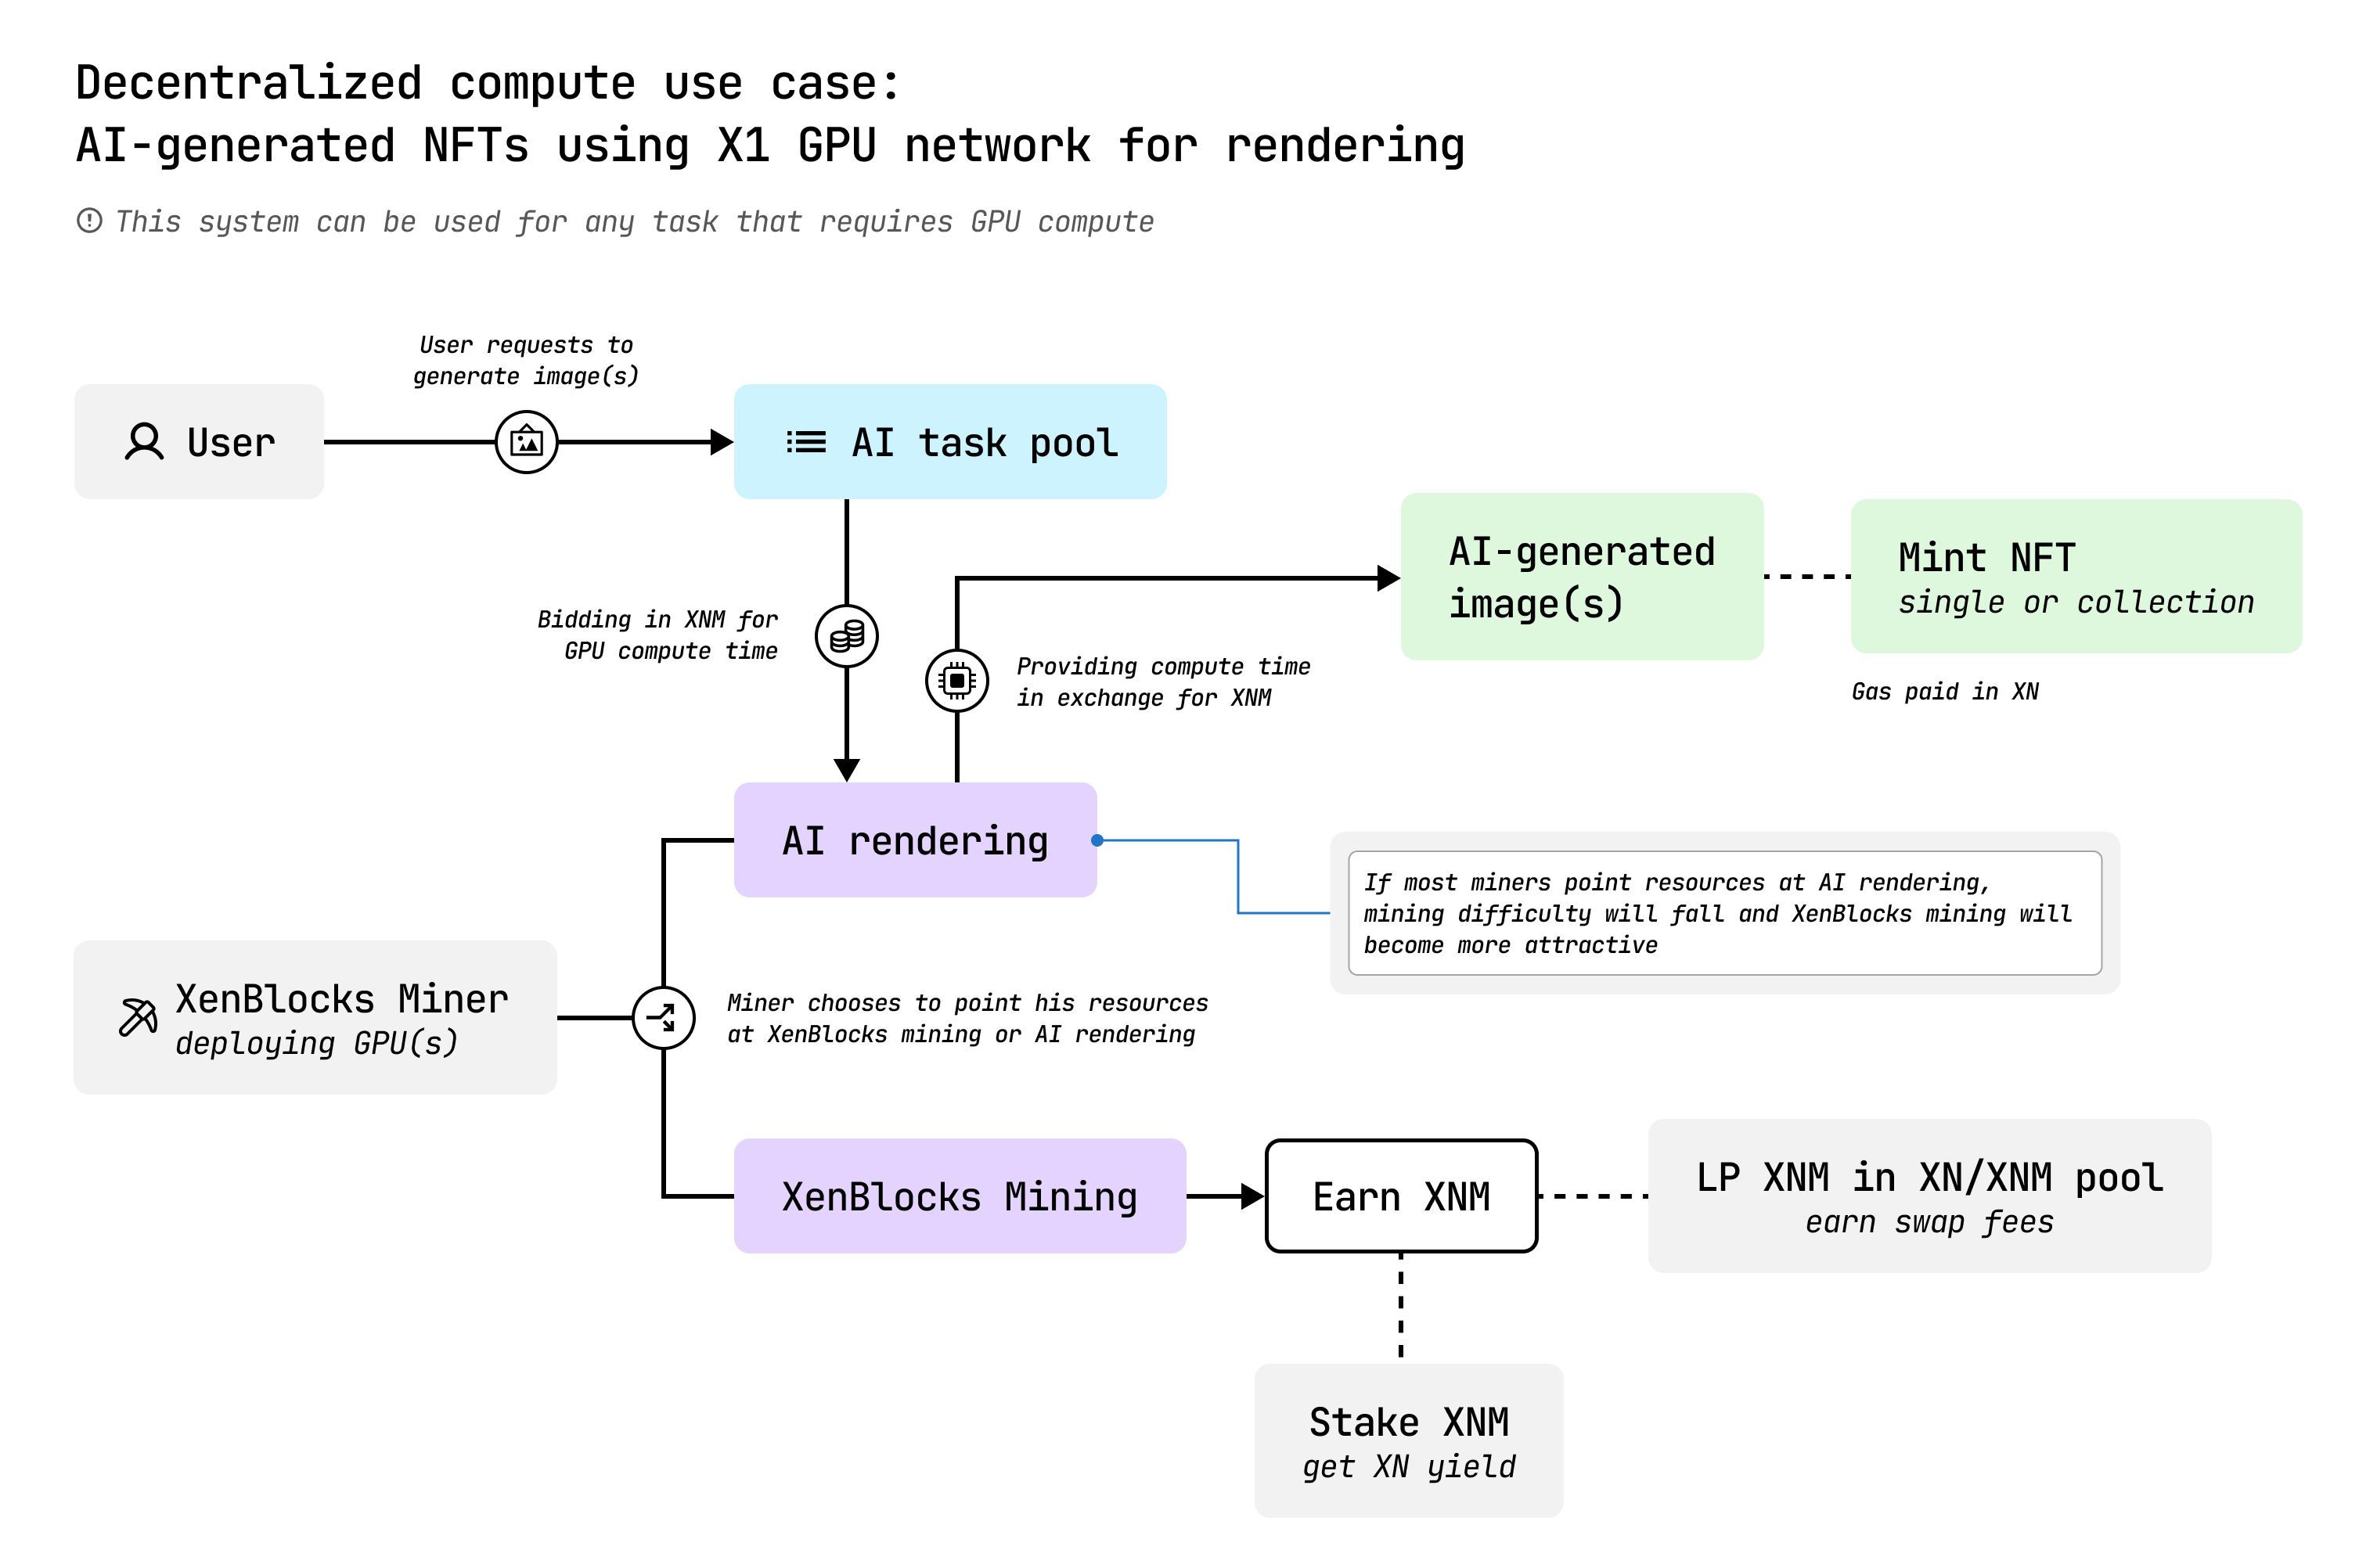 Decentralized compute use case:
AI-generated NFTs using X1 GPU network for rendering
This system can be used for any task that requires GPU compute
User requests to
generate image(s)
User
AI task pool
AI-generated
image(s)
Mint NFT
single or collection
Bidding in XNM for
GPU compute time
Providing compute time
in exchange for XNM
Gas paid in XN
AI rendering
If most miners point resources at AI rendering,
mining difficulty will fall and XenBlocks mining will
become more attractive
XenBlocks Miner
deploying GPU(s)
Miner chooses to point his resources
at XenBlocks mining or AI rendering
XenBlocks Mining
Earn XNM
LP XNM in XN/XNM pool
earn swap fees
Stake XNM
get XN yield